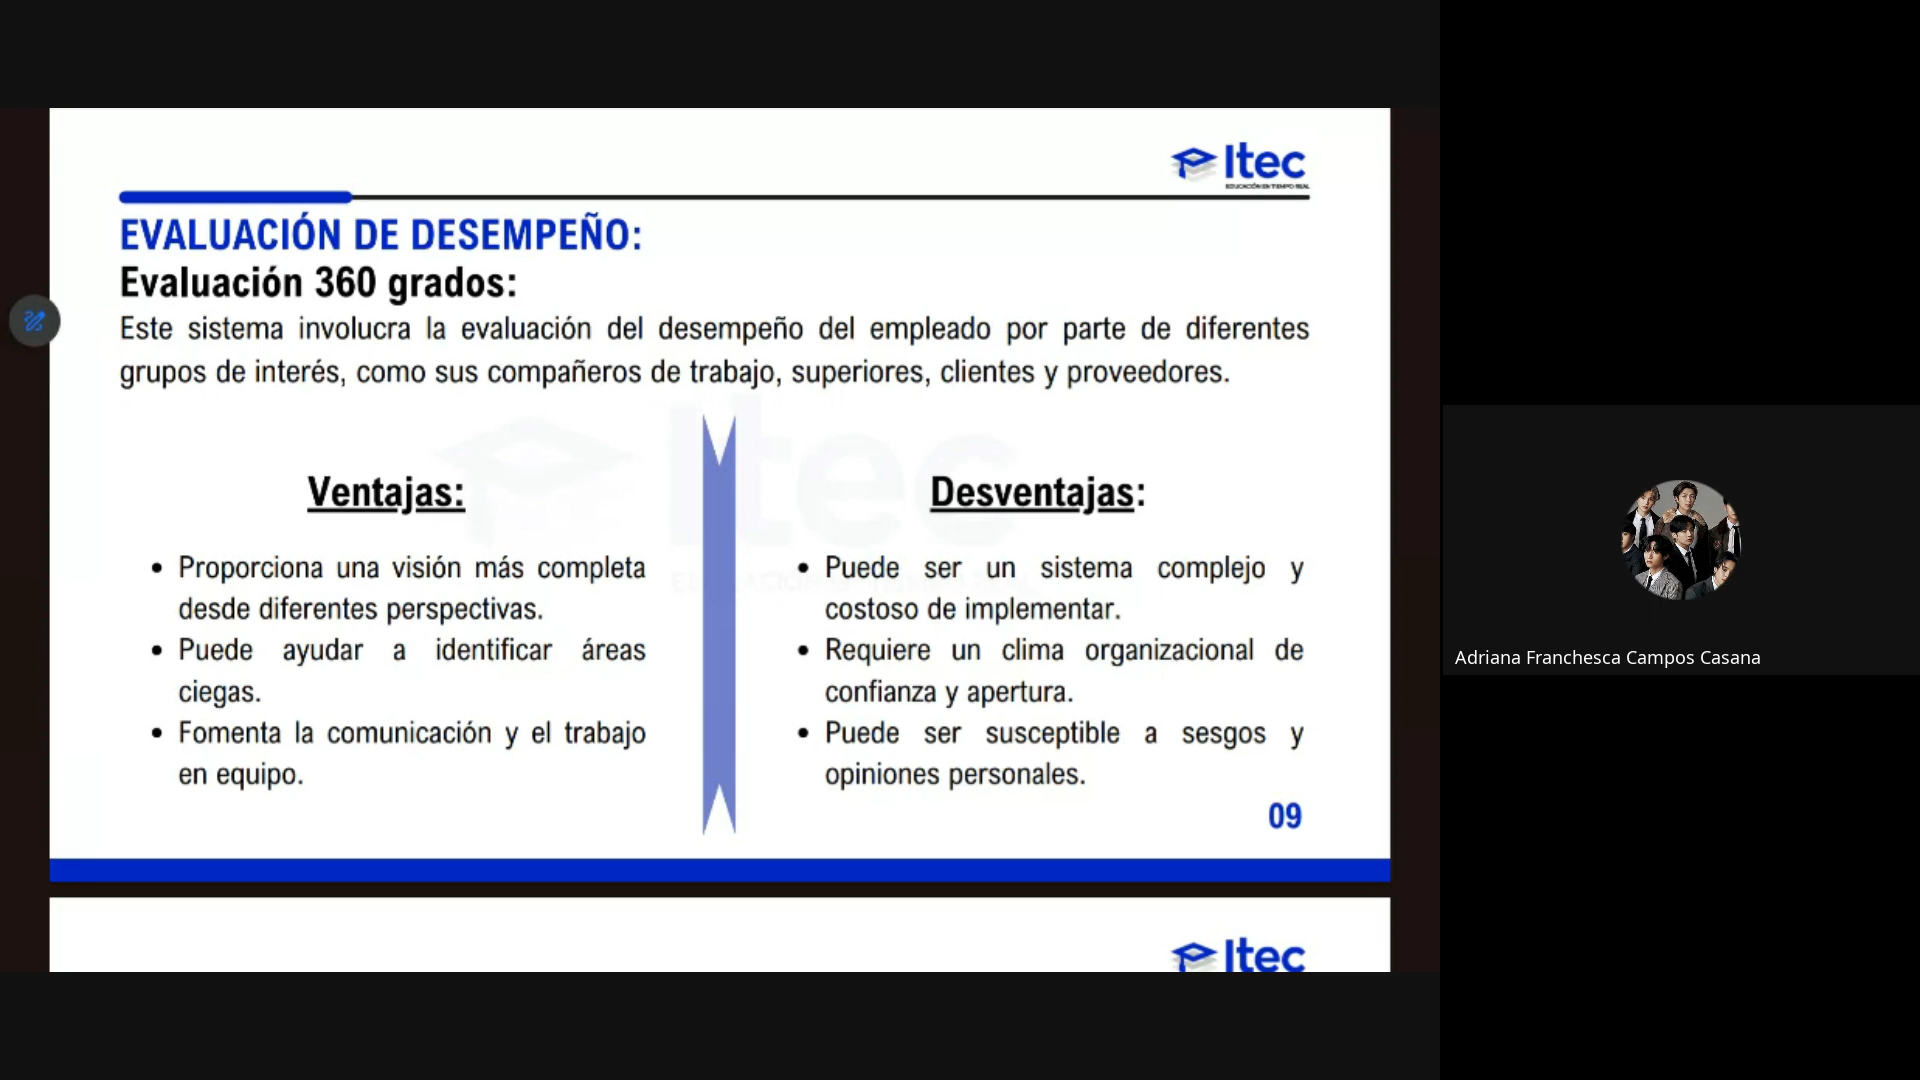 Itec
EDUCACIÓN EN TIEMPO REAL
EVALUACIÓN DE DESEMPEÑO:
Evaluación 360 grados:
Este sistema involucra la evaluación del desempeño del empleado por parte de diferentes
grupos de interés, como sus compañeros de trabajo, superiores, clientes y proveedores.
Ventajas:
Proporciona una visión más completa
desde diferentes perspectivas.
Puede ayudar a identificar áreas
ciegas.
Fomenta la comunicación y el trabajo
en equipo.
Desventajas:
Puede ser un sistema complejo y
costoso de implementar.
Requiere un clima organizacional de
confianza y apertura.
Puede ser susceptible a sesgos y
opiniones personales.
09
Itec
Adriana Franchesca Campos Casana